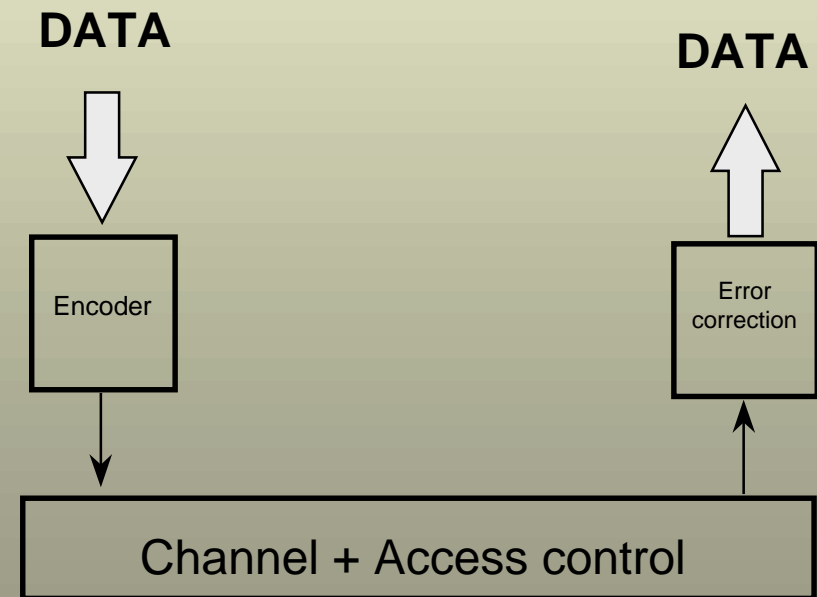 DATA
DATA
Encoder
Error
correction
Channel + Access control